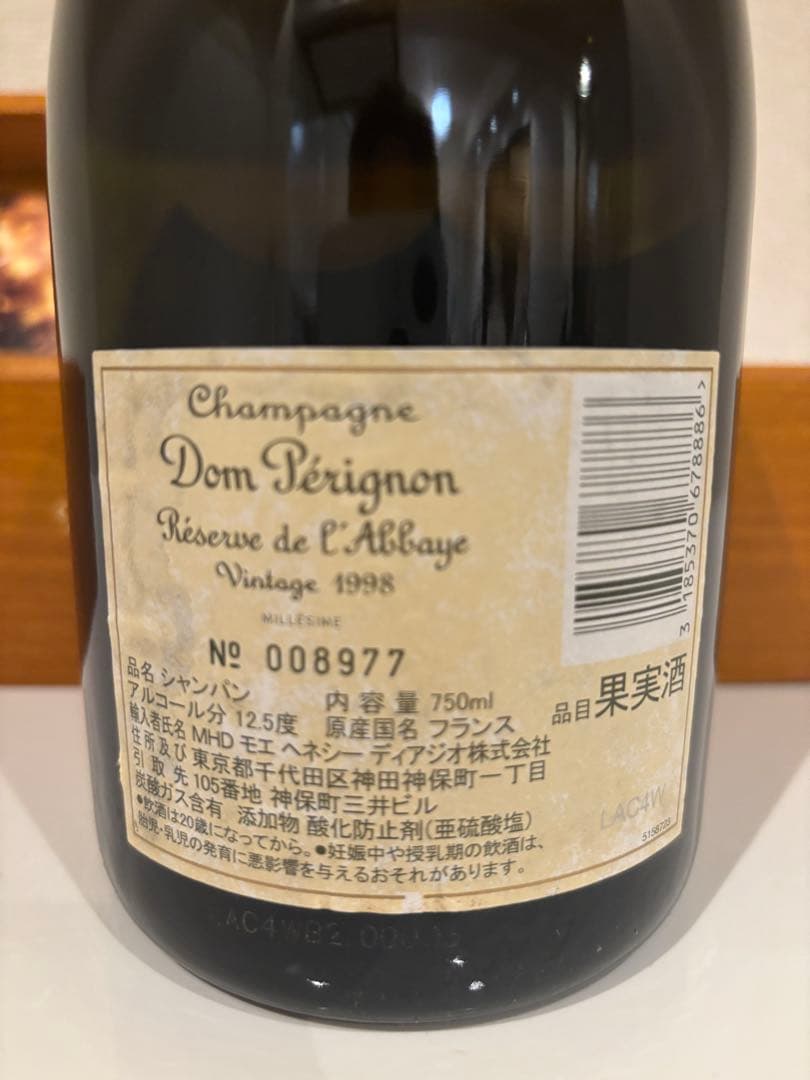 Champagne
Dom Pérignon
Réserve de l'Abbaye
Vintage 1998
MILLÉSIME
Nº 008977
品名 シャンパン 内容量 750ml
アルコール分 12.5度 原産国名 フランス
輸入者氏名 MHD モエ ヘネシー ディアジオ株式会社
住所及び 東京都千代田区神田神保町一丁目
引取先 105番地 神保町三井ビル
炭酸ガス含有 添加物 酸化防止剤(亜硫酸塩)
●飲酒は20歳になってから。●妊娠中や授乳期の飲酒は、
胎児・乳児の発育に悪影響を与えるおそれがあります。
品目 果実酒
3 185370 678886 >
LAC4W
5158723
LAC4WB2